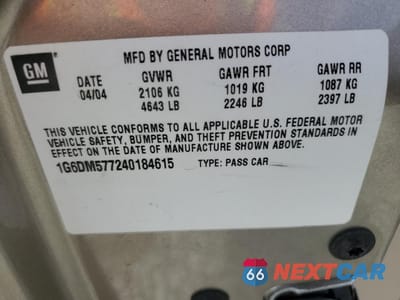 GM
MFD BY GENERAL MOTORS CORP
DATE GVWR GAWR FRT GAWR RR
04/04 2106 KG 1019 KG 1087 KG
4643 LB 2246 LB 2397 LB
THIS VEHICLE CONFORMS TO ALL APPLICABLE U.S. FEDERAL MOTOR
VEHICLE SAFETY, BUMPER, AND THEFT PREVENTION STANDARDS IN
EFFECT ON THE DATE OF MANUFACTURE SHOWN ABOVE.
1G6DM577240184615 TYPE: PASS CAR
66 NEXTCAR